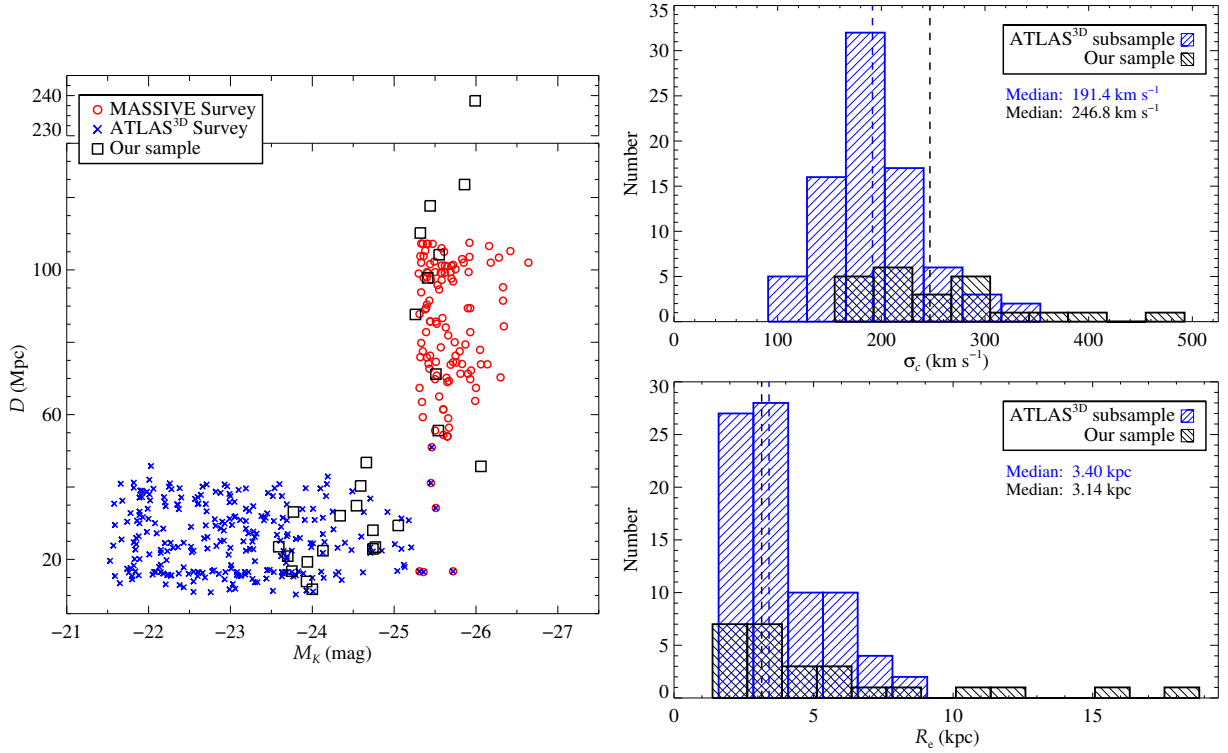 240
230
100
60
20
D (Mpc)
MASSIVE Survey
ATLAS³ᴰ Survey
Our sample
−21
−22
−23
−24
−25
−26
−27
M_K (mag)
35
30
25
20
15
10
5
0
Number
ATLAS³ᴰ subsample
Our sample
Median: 191.4 km s⁻¹
Median: 246.8 km s⁻¹
0
100
200
300
400
500
σ_c (km s⁻¹)
30
25
20
15
10
5
0
Number
ATLAS³ᴰ subsample
Our sample
Median: 3.40 kpc
Median: 3.14 kpc
0
5
10
15
R_e (kpc)